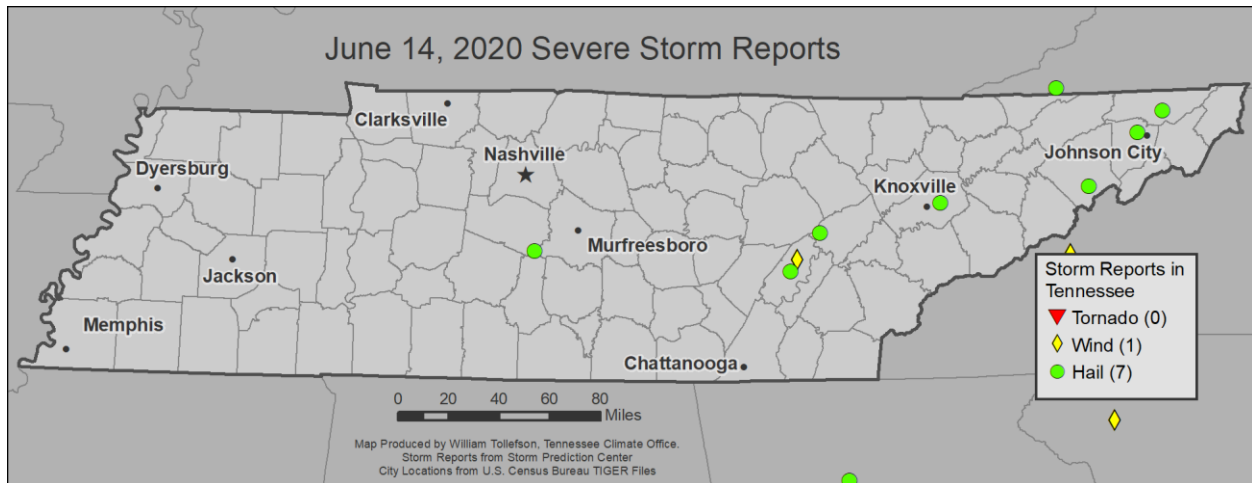 June 14, 2020 Severe Storm Reports
Clarksville
Nashville
Dyersburg
Johnson City
Knoxville
Murfreesboro
Jackson
Memphis
Chattanooga
Storm Reports in
Tennessee
Tornado (0)
Wind (1)
Hail (7)
0 20 40 60 80
Miles
Map Produced by William Tollefson, Tennessee Climate Office.
Storm Reports from Storm Prediction Center
City Locations from U.S. Census Bureau TIGER Files